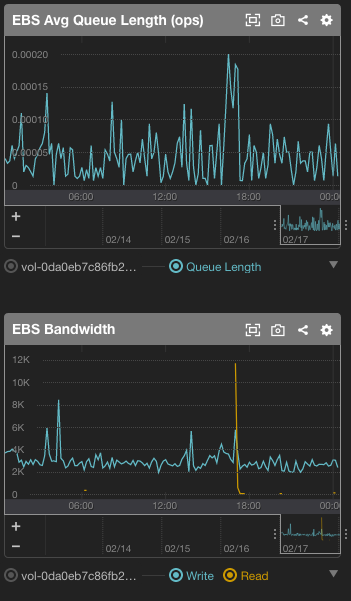 EBS Avg Queue Length (ops)
0.00020
0.00015
0.00010
0.00005
0
06:00 12:00 18:00 00:00
+
−
02/14 02/15 02/16 02/17
vol-0da0eb7c86fb2... Queue Length
EBS Bandwidth
12K
10K
8K
6K
4K
2K
0
06:00 12:00 18:00 00:00
+
−
02/14 02/15 02/16 02/17
vol-0da0eb7c86fb2... Write Read